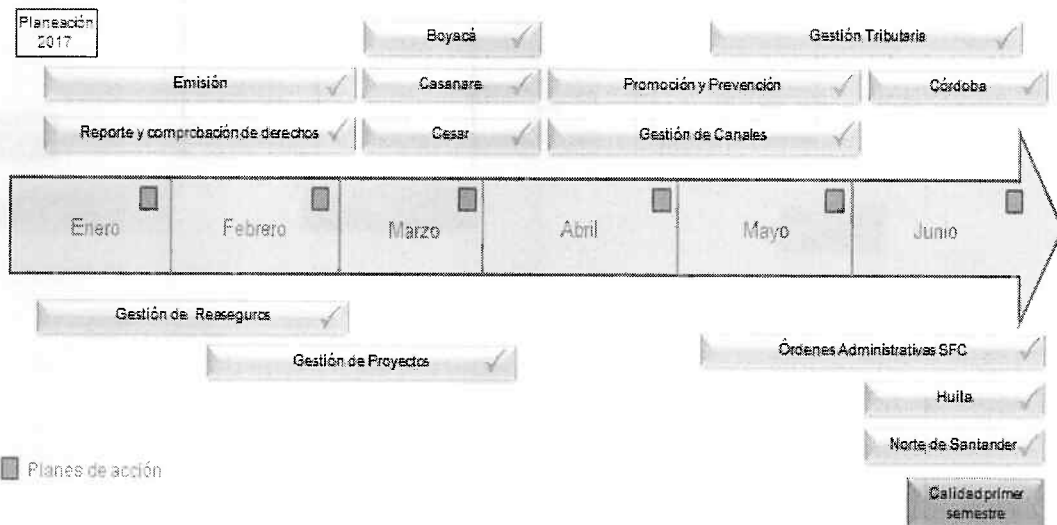 Planeación
2017
Boyacá
Gestión Tributaria
Emisión
Casanare
Promoción y Prevención
Córdoba
Reporte y comprobación de derechos
Cesar
Gestión de Canales
Enero
Febrero
Marzo
Abril
Mayo
Junio
Gestión de Reaseguros
Gestión de Proyectos
Órdenes Administrativas SFC
Huila
Norte de Santander
Planes de acción
Calidad primer
semestre